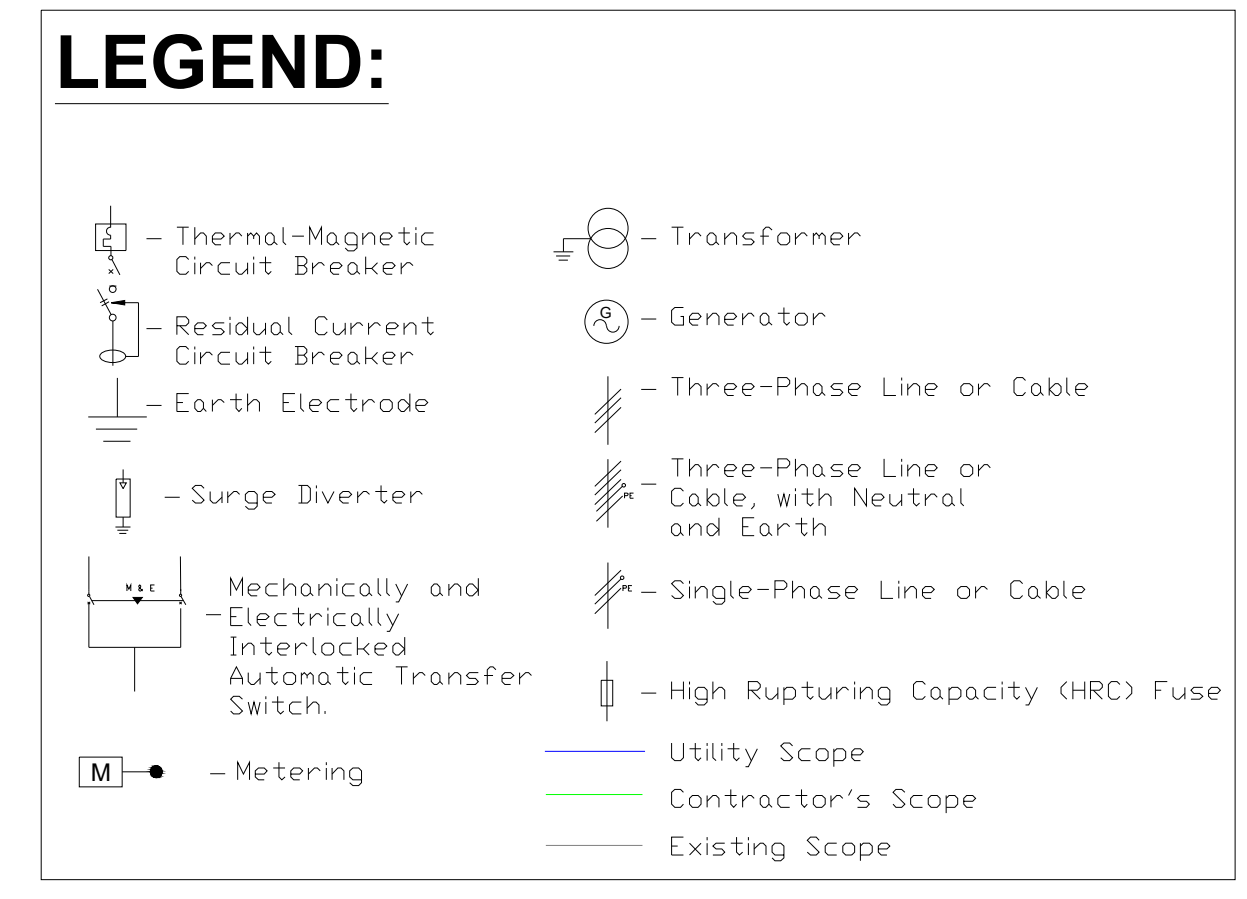 LEGEND:
– Thermal-Magnetic
Circuit Breaker
– Residual Current
Circuit Breaker
– Earth Electrode
– Surge Diverter
M & E
– Mechanically and
Electrically
Interlocked
Automatic Transfer
Switch.
M
– Metering
– Transformer
G
– Generator
– Three-Phase Line or Cable
– Three-Phase Line or
Cable, with Neutral
and Earth
PE
PE
– Single-Phase Line or Cable
– High Rupturing Capacity (HRC) Fuse
Utility Scope
Contractor's Scope
Existing Scope